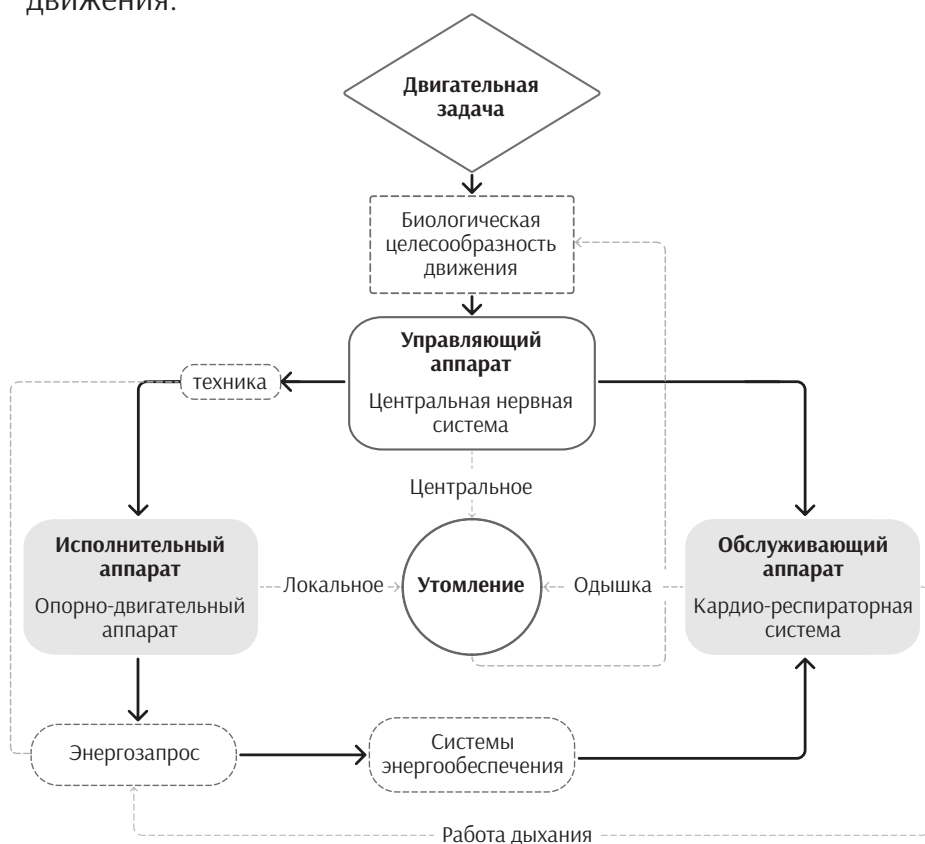 движения.
Двигательная
задача
Биологическая
целесообразность
движения
Управляющий
аппарат
Центральная нервная
система
техника
Центральное
Исполнительный
аппарат
Опорно-двигательный
аппарат
Локальное
Утомление
Одышка
Обслуживающий
аппарат
Кардио-респираторная
система
Энергозапрос
Системы
энергообеспечения
Работа дыхания